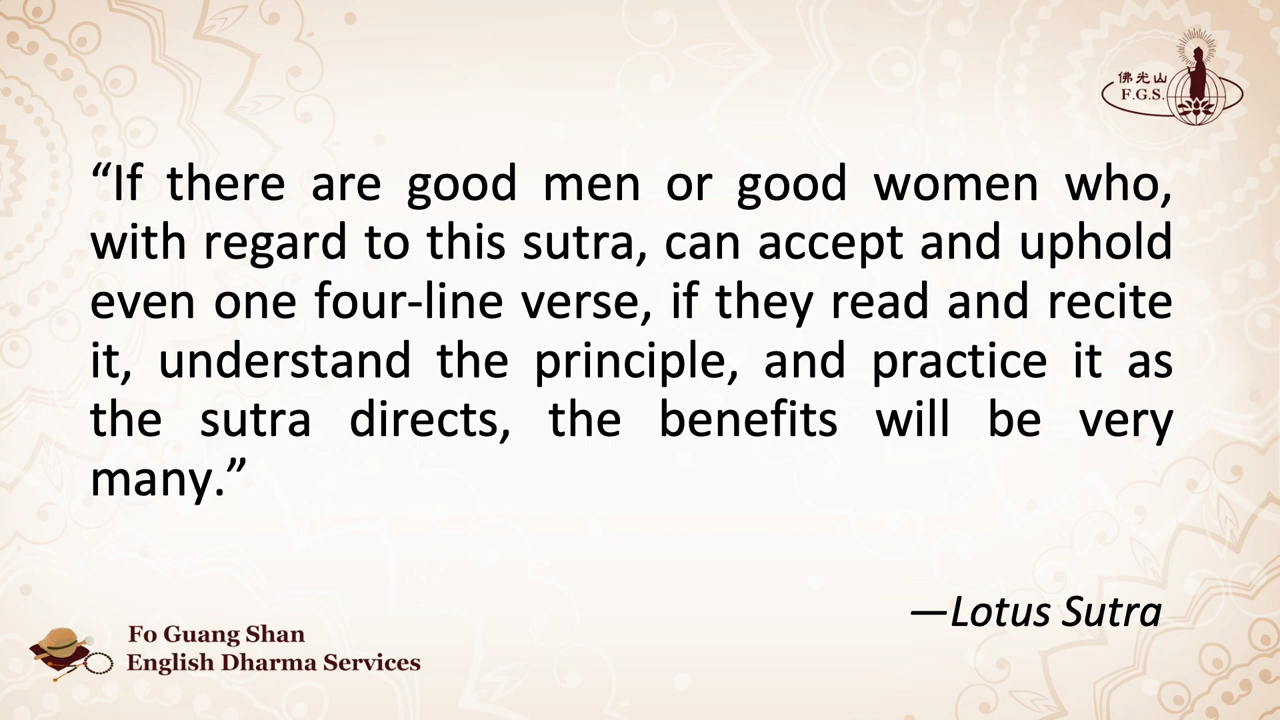 佛光山
F.G.S.
“If there are good men or good women who,
with regard to this sutra, can accept and uphold
even one four-line verse, if they read and recite
it, understand the principle, and practice it as
the sutra directs, the benefits will be very
many.”
—Lotus Sutra
Fo Guang Shan
English Dharma Services